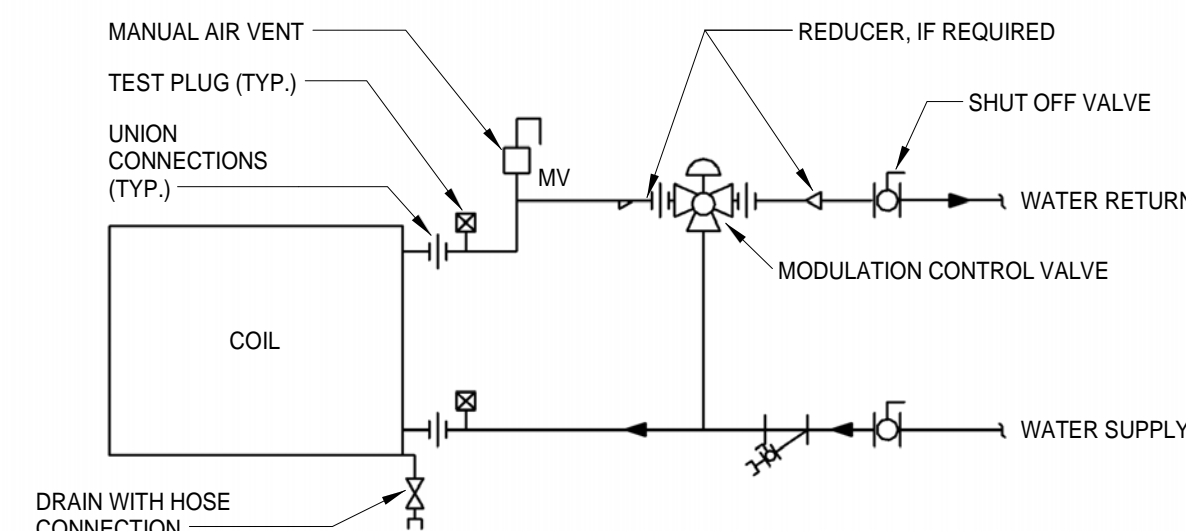 MANUAL AIR VENT
REDUCER, IF REQUIRED
TEST PLUG (TYP.)
SHUT OFF VALVE
UNION
CONNECTIONS
(TYP.)
MV
WATER RETURN
MODULATION CONTROL VALVE
COIL
WATER SUPPLY
DRAIN WITH HOSE
CONNECTION